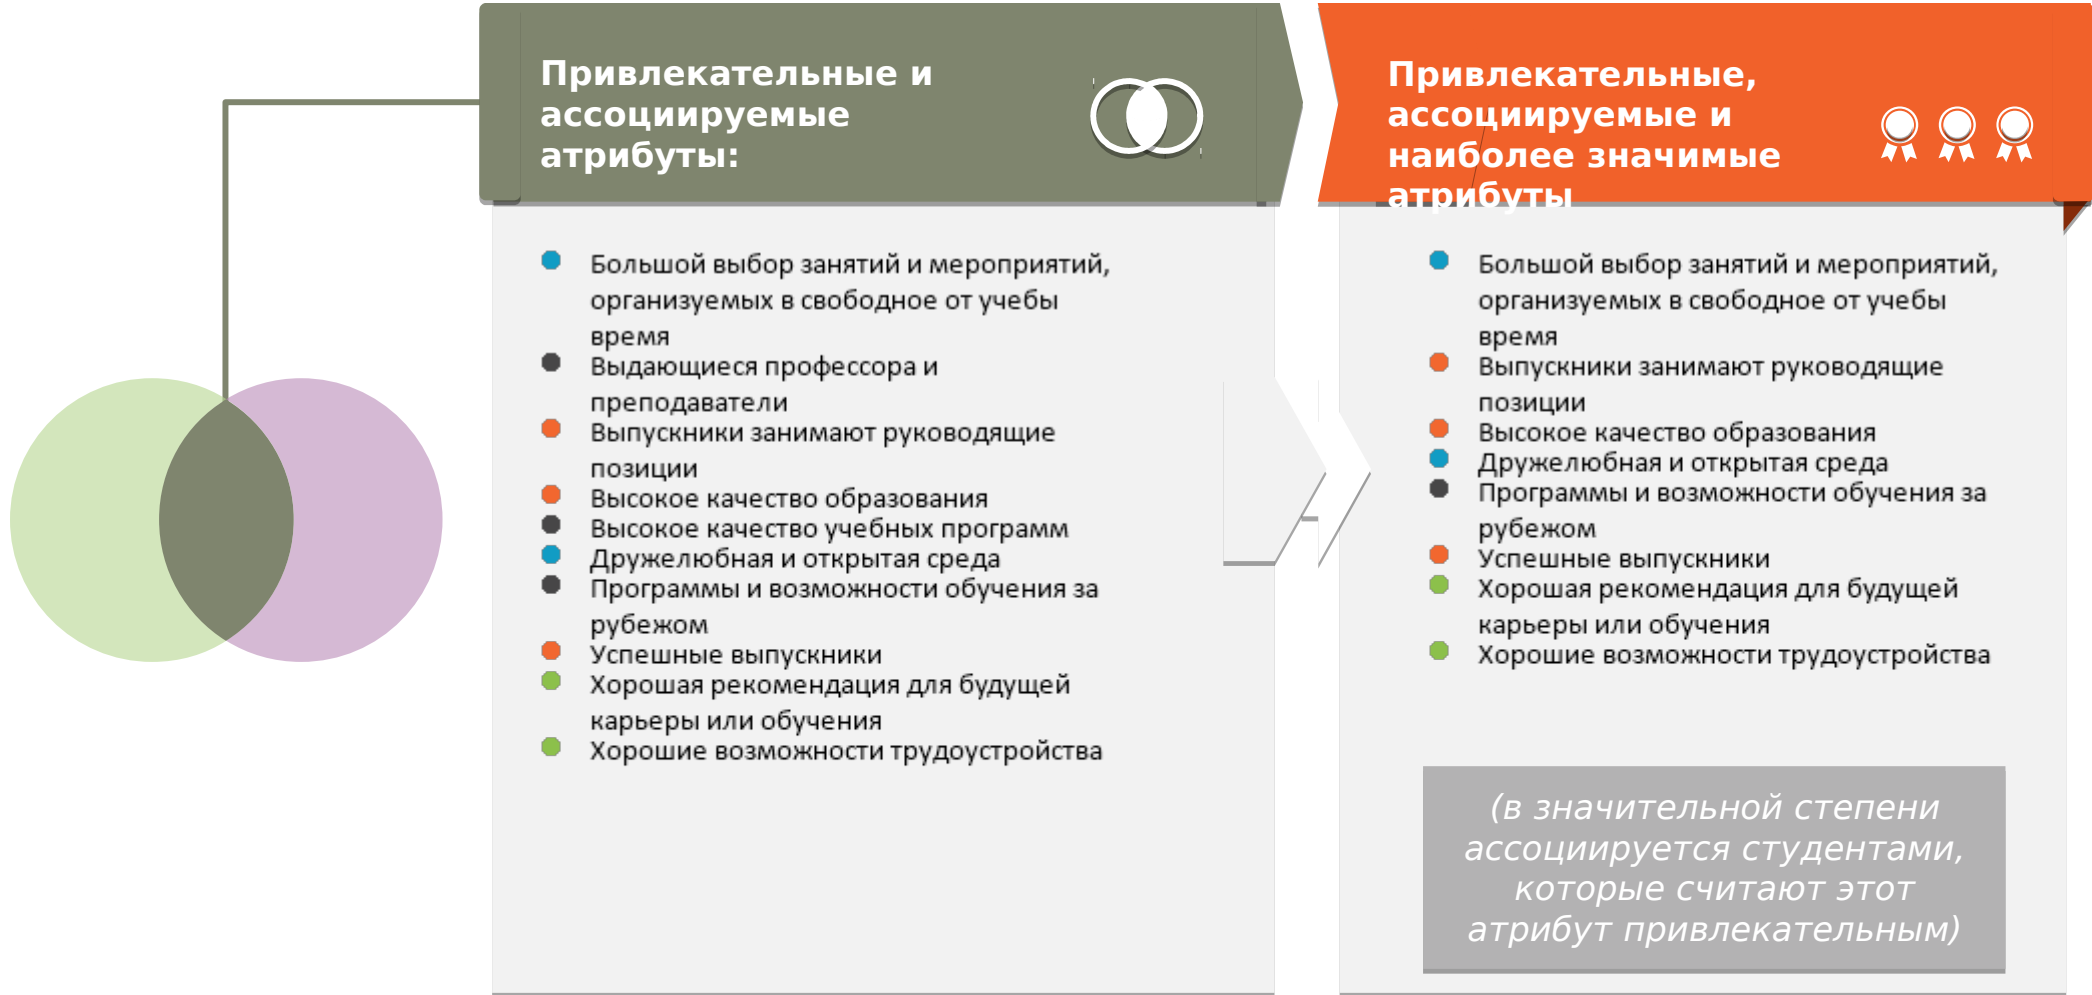 Привлекательные и
ассоциируемые
атрибуты:
Большой выбор занятий и мероприятий,
организуемых в свободное от учебы
время
Выдающиеся профессора и
преподаватели
Выпускники занимают руководящие
позиции
Высокое качество образования
Высокое качество учебных программ
Дружелюбная и открытая среда
Программы и возможности обучения за
рубежом
Успешные выпускники
Хорошая рекомендация для будущей
карьеры или обучения
Хорошие возможности трудоустройства
Привлекательные,
ассоциируемые и
наиболее значимые
атрибуты
Большой выбор занятий и мероприятий,
организуемых в свободное от учебы
время
Выпускники занимают руководящие
позиции
Высокое качество образования
Дружелюбная и открытая среда
Программы и возможности обучения за
рубежом
Успешные выпускники
Хорошая рекомендация для будущей
карьеры или обучения
Хорошие возможности трудоустройства
(в значительной степени
ассоциируется студентами,
которые считают этот
атрибут привлекательным)